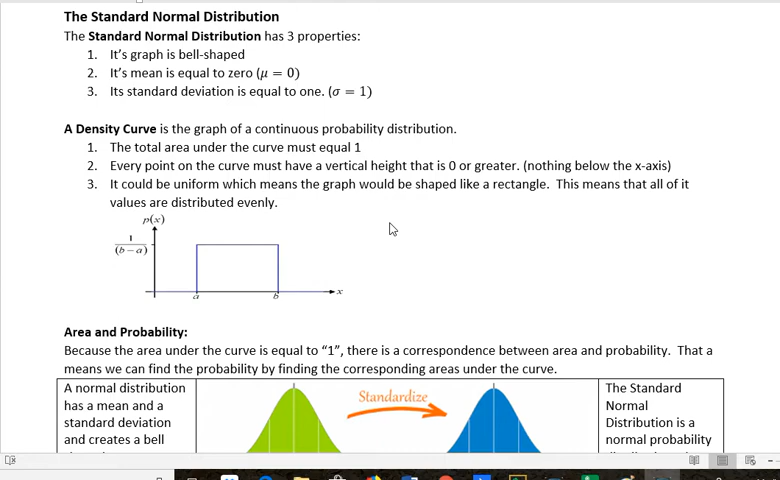 The Standard Normal Distribution
The Standard Normal Distribution has 3 properties:
1. It's graph is bell-shaped
2. It's mean is equal to zero (μ = 0)
3. Its standard deviation is equal to one. (σ = 1)
A Density Curve is the graph of a continuous probability distribution.
1. The total area under the curve must equal 1
2. Every point on the curve must have a vertical height that is 0 or greater. (nothing below the x-axis)
3. It could be uniform which means the graph would be shaped like a rectangle. This means that all of it
values are distributed evenly.
p(x)
1
(b – a)
x
a
b
Area and Probability:
Because the area under the curve is equal to “1”, there is a correspondence between area and probability. That a
means we can find the probability by finding the corresponding areas under the curve.
A normal distribution
has a mean and a
standard deviation
and creates a bell
Standardize
The Standard
Normal
Distribution is a
normal probability